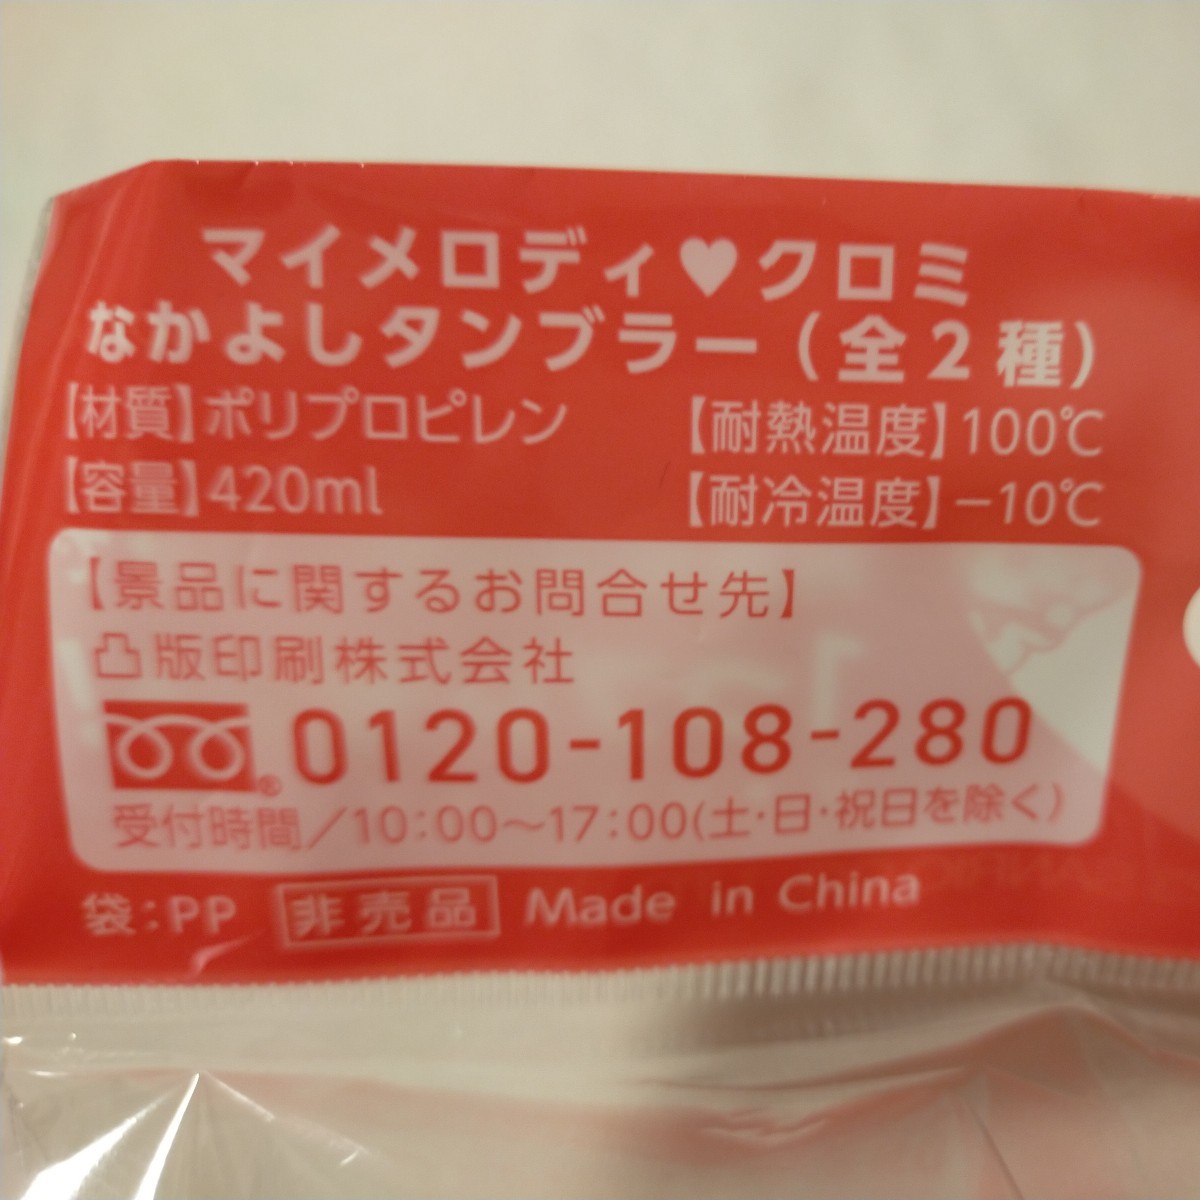 マイメロディ♥クロミ
なかよしタンブラー(全2種)
【材質】ポリプロピレン 【耐熱温度】100℃
【容量】420ml 【耐冷温度】-10℃
【景品に関するお問合せ先】
凸版印刷株式会社
0120-108-280
受付時間/10:00〜17:00(土・日・祝日を除く)
袋:PP 非売品 Made in China